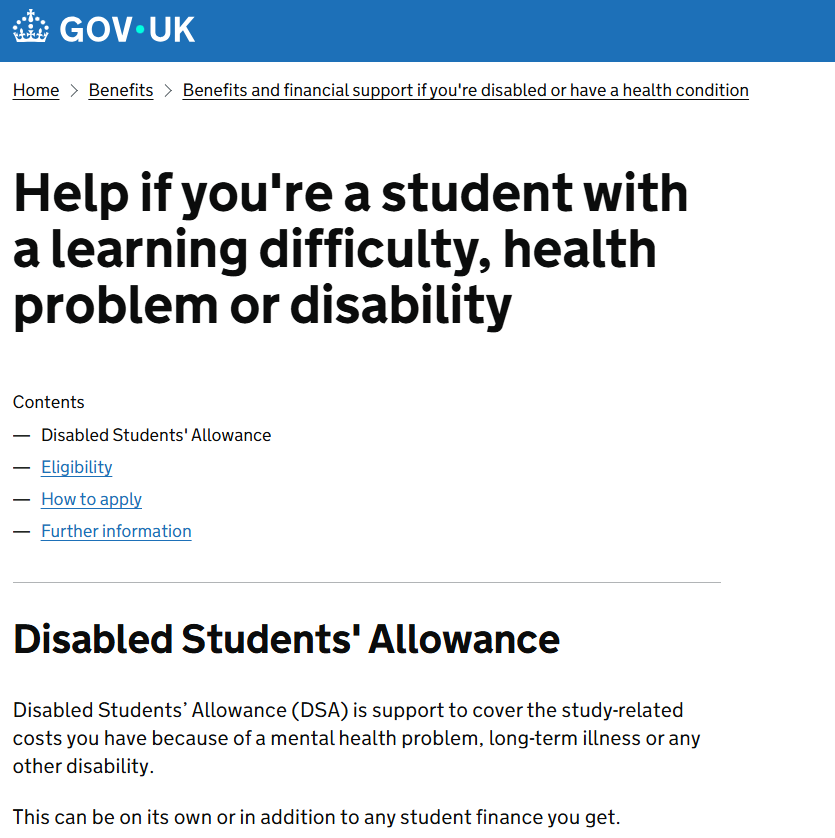 GOV·UK
Home > Benefits > Benefits and financial support if you're disabled or have a health condition
Help if you're a student with
a learning difficulty, health
problem or disability
Contents
— Disabled Students' Allowance
— Eligibility
— How to apply
— Further information
Disabled Students' Allowance
Disabled Students’ Allowance (DSA) is support to cover the study-related
costs you have because of a mental health problem, long-term illness or any
other disability.
This can be on its own or in addition to any student finance you get.